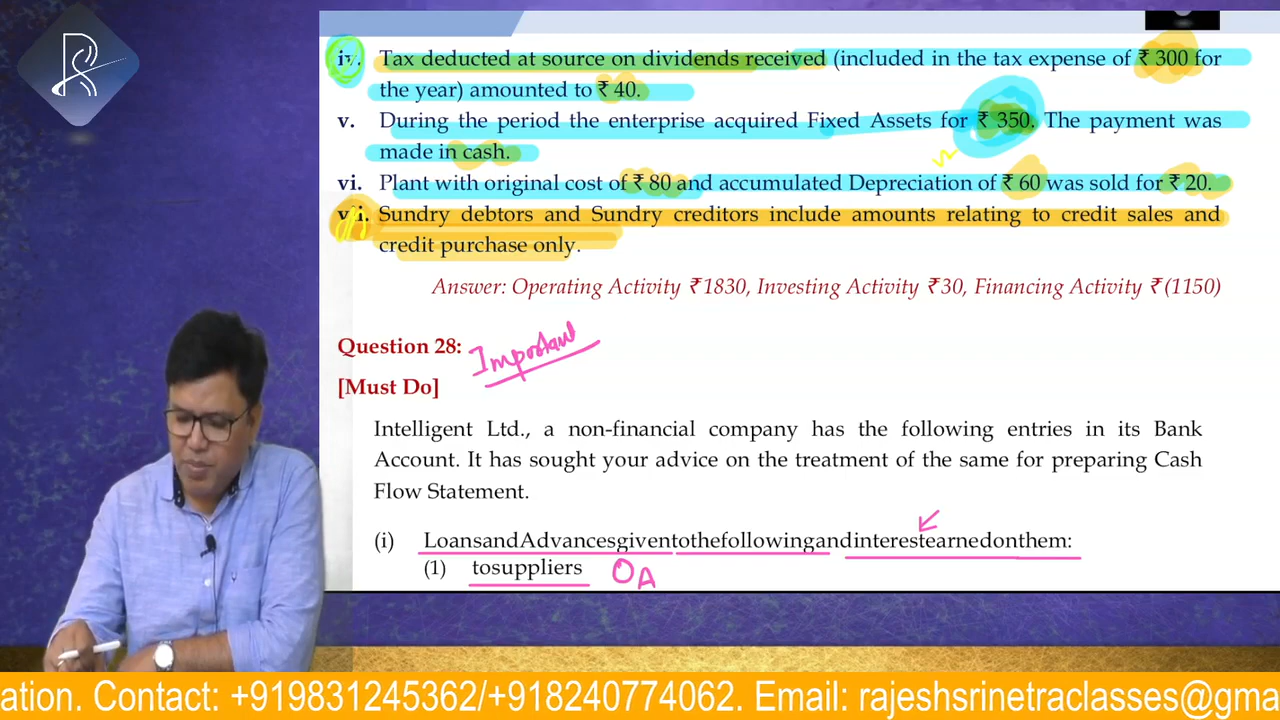 iv. Tax deducted at source on dividends received (included in the tax expense of ₹ 300 for
the year) amounted to ₹ 40.
v. During the period the enterprise acquired Fixed Assets for ₹ 350. The payment was
made in cash.
vi. Plant with original cost of ₹ 80 and accumulated Depreciation of ₹ 60 was sold for ₹ 20.
vii. Sundry debtors and Sundry creditors include amounts relating to credit sales and
credit purchase only.
Answer: Operating Activity ₹1830, Investing Activity ₹30, Financing Activity ₹(1150)
Question 28: Important
[Must Do]
Intelligent Ltd., a non-financial company has the following entries in its Bank
Account. It has sought your advice on the treatment of the same for preparing Cash
Flow Statement.
(i) LoansandAdvancesgiventothefollowingandinterestearnedonthem:
(1) tosuppliers OA
ation. Contact: +919831245362/+918240774062. Email: rajeshsrinetraclasses@gma